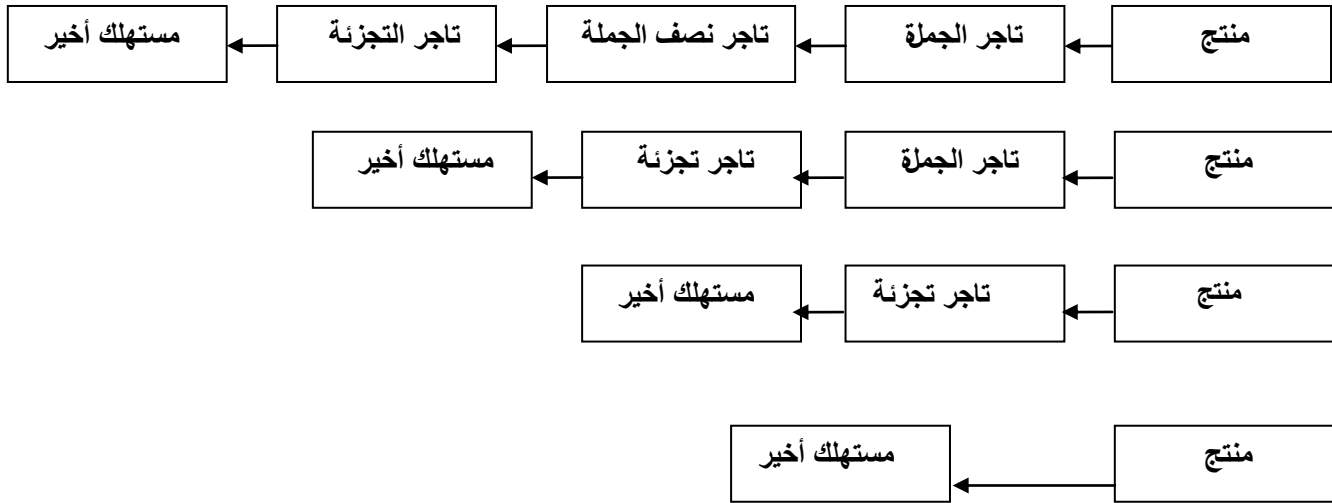 منتج تاجر الجملة تاجر نصف الجملة تاجر التجزئة مستهلك أخير
منتج تاجر الجملة تاجر تجزئة مستهلك أخير
منتج تاجر تجزئة مستهلك أخير
منتج مستهلك أخير